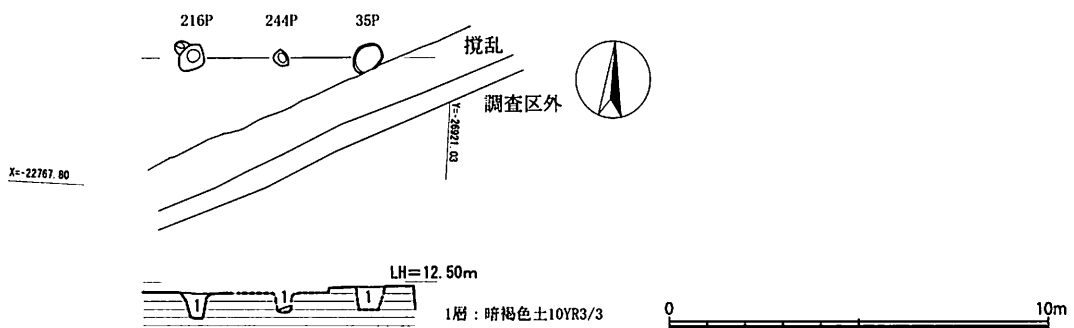 216P 244P 35P
撹乱
調査区外
Y=-26921.03
X=-22767.80
LH=12.50m
1 1 1
1層：暗褐色土10YR3/3
0 10m